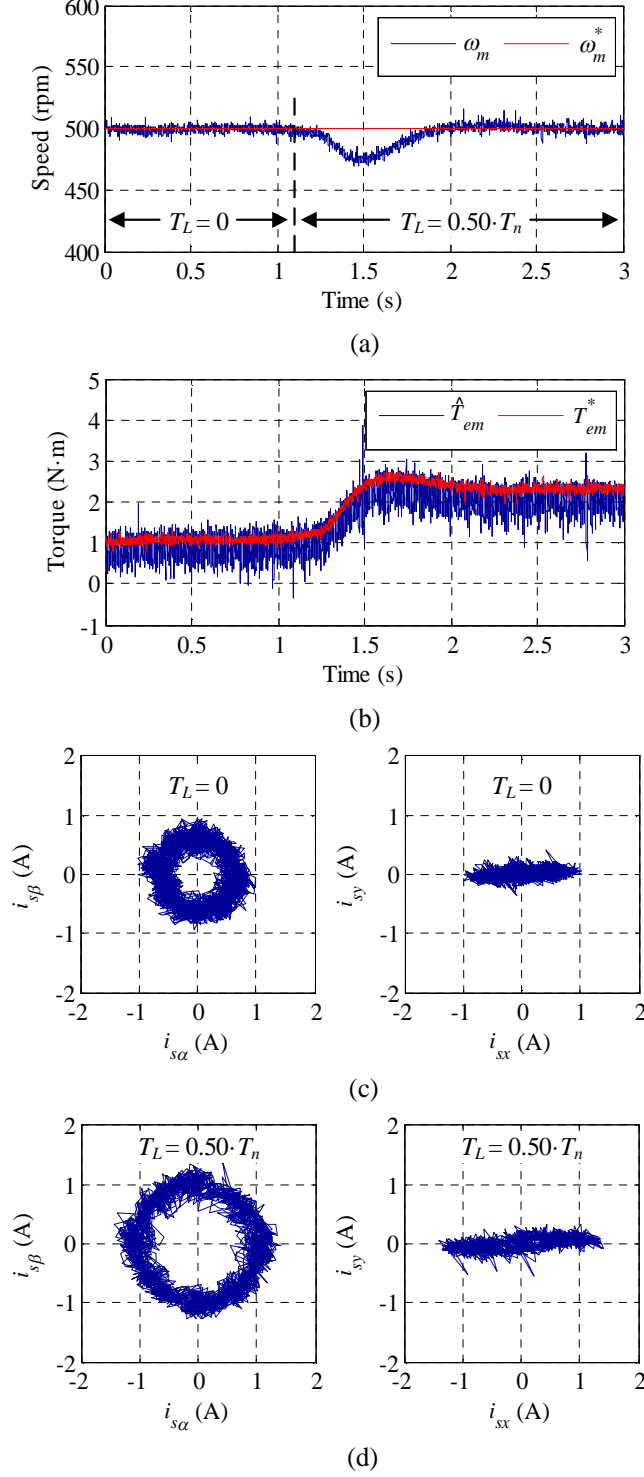 600
550
500
450
400
Speed (rpm)
ω_m ω_m^*
T_L = 0 T_L = 0.50·T_n
0 0.5 1 1.5 2 2.5 3
Time (s)
(a)
5
4
3
2
1
0
-1
Torque (N·m)
T̂_em T_em^*
0 0.5 1 1.5 2 2.5 3
Time (s)
(b)
2
1
0
-1
-2
i_sβ (A)
T_L = 0
-2 -1 0 1 2
i_sα (A)
2
1
0
-1
-2
i_sy (A)
T_L = 0
-2 -1 0 1 2
i_sx (A)
(c)
2
1
0
-1
-2
i_sβ (A)
T_L = 0.50·T_n
-2 -1 0 1 2
i_sα (A)
2
1
0
-1
-2
i_sy (A)
T_L = 0.50·T_n
-2 -1 0 1 2
i_sx (A)
(d)